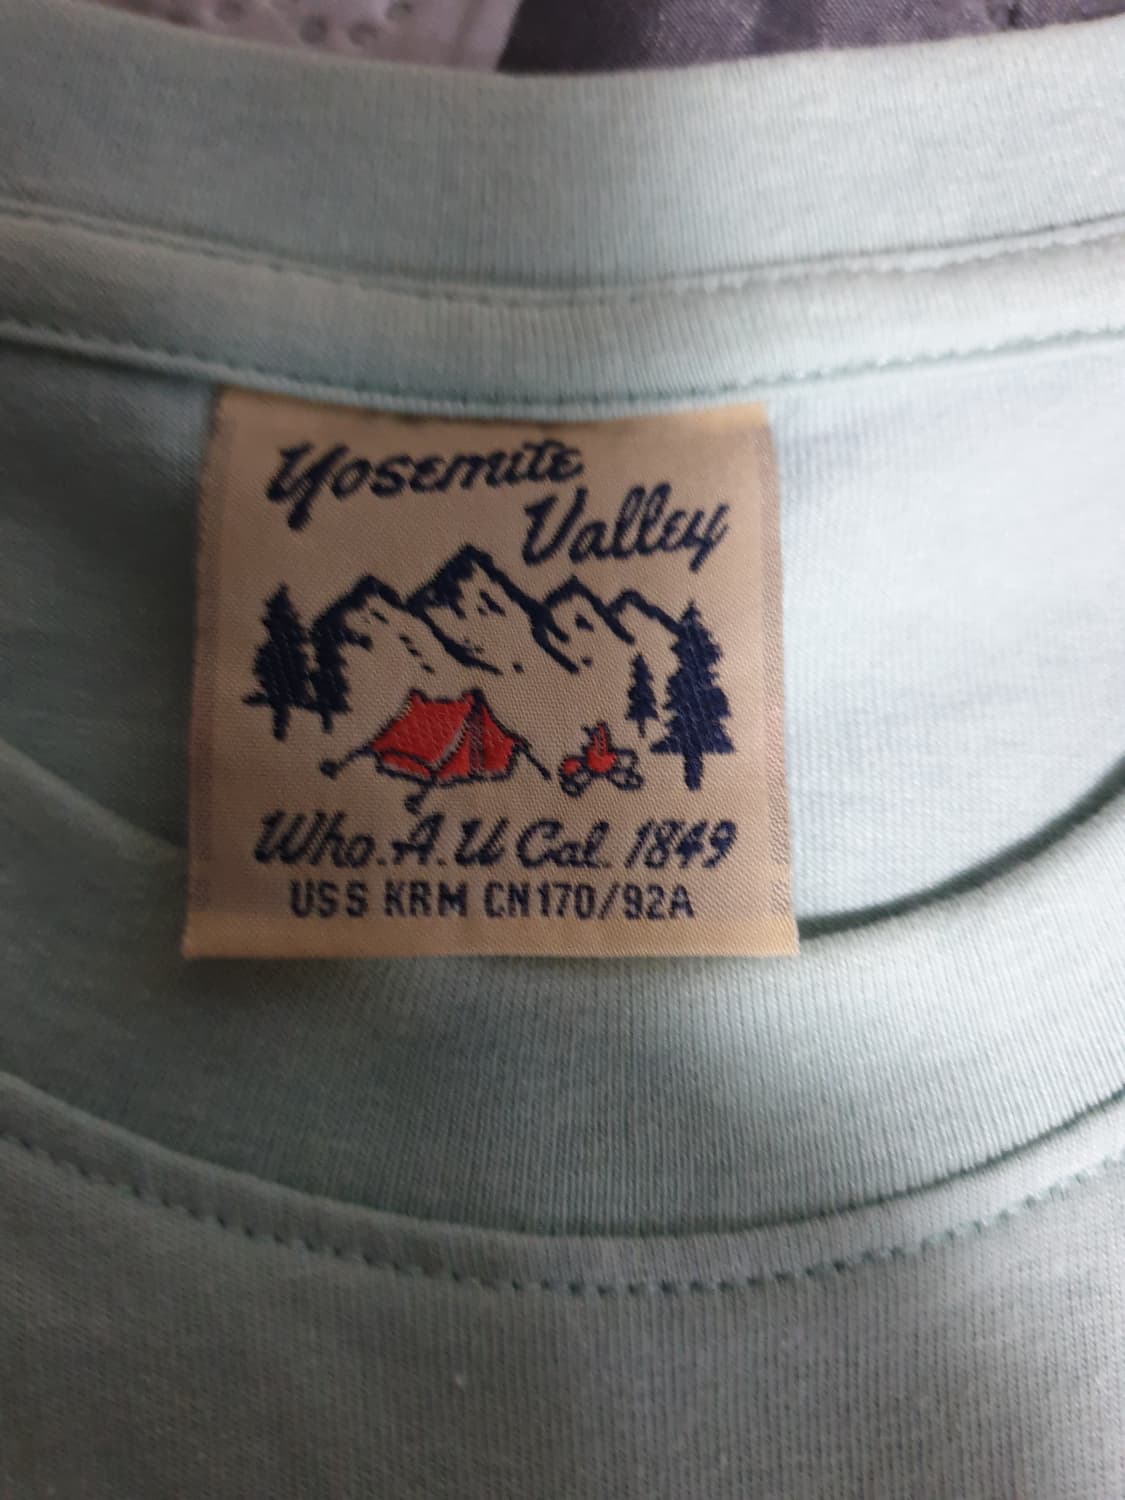 Yosemite
Valley
Who.A.U Cal. 1849
USS KRM CN170/92A